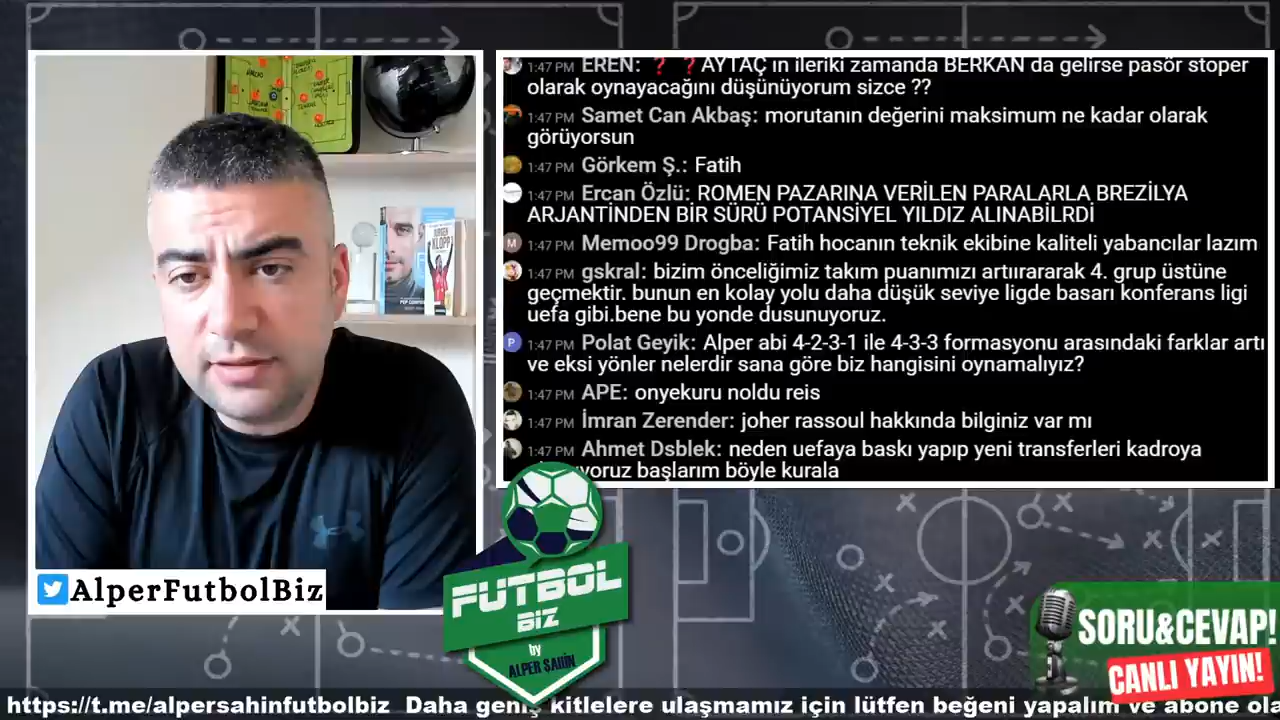 1:47 PM EREN: ❓ ❓AYTAÇ ın ileriki zamanda BERKAN da gelirse pasör stoper
olarak oynayacağını düşünüyorum sizce ??
1:47 PM Samet Can Akbaş: morutanın değerini maksimum ne kadar olarak
görüyorsun
1:47 PM Görkem Ş.: Fatih
1:47 PM Ercan Özlü: ROMEN PAZARINA VERİLEN PARALARLA BREZİLYA
ARJANTİNDEN BİR SÜRÜ POTANSİYEL YILDIZ ALINABİLRDİ
M 1:47 PM Memoo99 Drogba: Fatih hocanın teknik ekibine kaliteli yabancılar lazım
1:47 PM gskral: bizim önceliğimiz takım puanımızı artıırararak 4. grup üstüne
geçmektir. bunun en kolay yolu daha düşük seviye ligde basarı konferans ligi
uefa gibi.bene bu yonde dusunuyoruz.
P 1:47 PM Polat Geyik: Alper abi 4-2-3-1 ile 4-3-3 formasyonu arasındaki farklar artı
ve eksi yönler nelerdir sana göre biz hangisini oynamalıyız?
1:47 PM APE: onyekuru noldu reis
1:47 PM İmran Zerender: joher rassoul hakkında bilginiz var mı
1:47 PM Ahmet Dsblek: neden uefaya baskı yapıp yeni transferleri kadroya
başlarım böyle kurala
KLOPP
AlperFutbolBiz
FUTBOL
BİZ
by
ALPER ŞAHİN
SORU&CEVAP!
CANLI YAYIN!
https://t.me/alpersahinfutbolbiz Daha geniş kitlelere ulaşmamız için lütfen beğeni yapalım ve abone ola